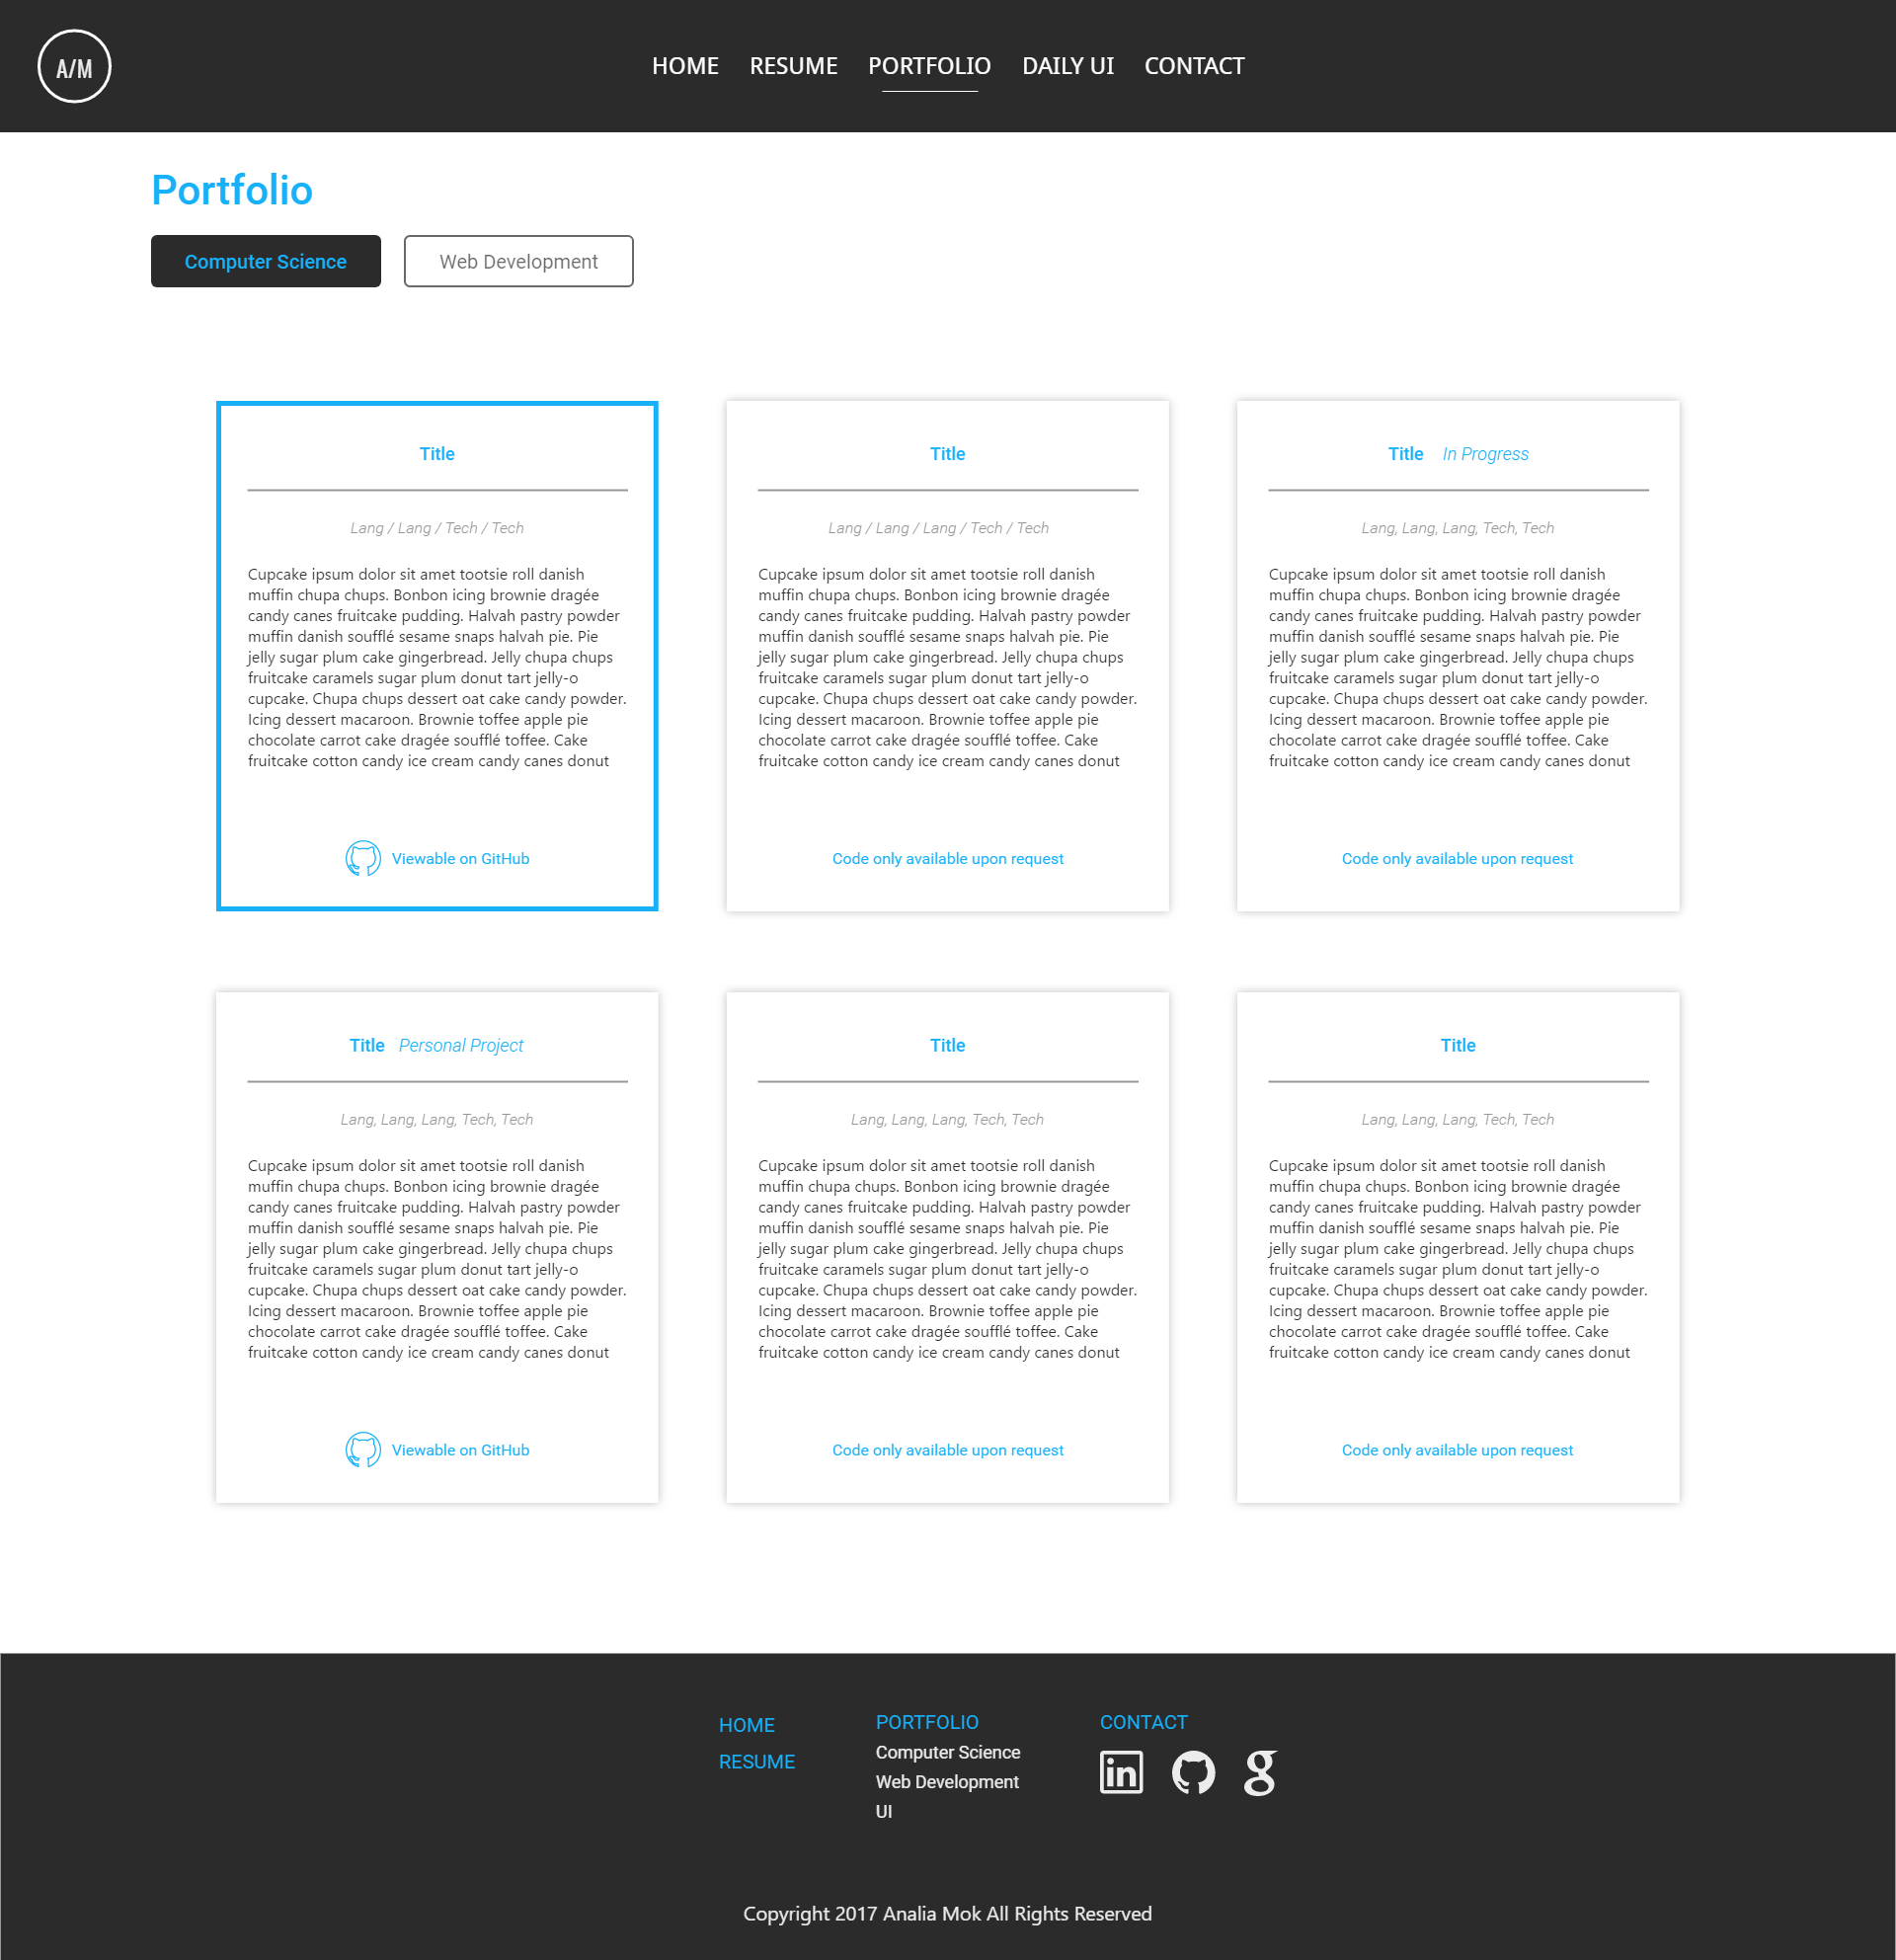 A/M
HOME RESUME PORTFOLIO DAILY UI CONTACT
Portfolio
Computer Science
Web Development
Title
Lang / Lang / Tech / Tech
Cupcake ipsum dolor sit amet tootsie roll danish
muffin chupa chups. Bonbon icing brownie dragée
candy canes fruitcake pudding. Halvah pastry powder
muffin danish soufflé sesame snaps halvah pie. Pie
jelly sugar plum cake gingerbread. Jelly chupa chups
fruitcake caramels sugar plum donut tart jelly-o
cupcake. Chupa chups dessert oat cake candy powder.
Icing dessert macaroon. Brownie toffee apple pie
chocolate carrot cake dragée soufflé toffee. Cake
fruitcake cotton candy ice cream candy canes donut
Viewable on GitHub
Title
Lang / Lang / Lang / Tech / Tech
Cupcake ipsum dolor sit amet tootsie roll danish
muffin chupa chups. Bonbon icing brownie dragée
candy canes fruitcake pudding. Halvah pastry powder
muffin danish soufflé sesame snaps halvah pie. Pie
jelly sugar plum cake gingerbread. Jelly chupa chups
fruitcake caramels sugar plum donut tart jelly-o
cupcake. Chupa chups dessert oat cake candy powder.
Icing dessert macaroon. Brownie toffee apple pie
chocolate carrot cake dragée soufflé toffee. Cake
fruitcake cotton candy ice cream candy canes donut
Code only available upon request
Title In Progress
Lang, Lang, Lang, Tech, Tech
Cupcake ipsum dolor sit amet tootsie roll danish
muffin chupa chups. Bonbon icing brownie dragée
candy canes fruitcake pudding. Halvah pastry powder
muffin danish soufflé sesame snaps halvah pie. Pie
jelly sugar plum cake gingerbread. Jelly chupa chups
fruitcake caramels sugar plum donut tart jelly-o
cupcake. Chupa chups dessert oat cake candy powder.
Icing dessert macaroon. Brownie toffee apple pie
chocolate carrot cake dragée soufflé toffee. Cake
fruitcake cotton candy ice cream candy canes donut
Code only available upon request
Title Personal Project
Lang, Lang, Lang, Tech, Tech
Cupcake ipsum dolor sit amet tootsie roll danish
muffin chupa chups. Bonbon icing brownie dragée
candy canes fruitcake pudding. Halvah pastry powder
muffin danish soufflé sesame snaps halvah pie. Pie
jelly sugar plum cake gingerbread. Jelly chupa chups
fruitcake caramels sugar plum donut tart jelly-o
cupcake. Chupa chups dessert oat cake candy powder.
Icing dessert macaroon. Brownie toffee apple pie
chocolate carrot cake dragée soufflé toffee. Cake
fruitcake cotton candy ice cream candy canes donut
Viewable on GitHub
Title
Lang, Lang, Lang, Tech, Tech
Cupcake ipsum dolor sit amet tootsie roll danish
muffin chupa chups. Bonbon icing brownie dragée
candy canes fruitcake pudding. Halvah pastry powder
muffin danish soufflé sesame snaps halvah pie. Pie
jelly sugar plum cake gingerbread. Jelly chupa chups
fruitcake caramels sugar plum donut tart jelly-o
cupcake. Chupa chups dessert oat cake candy powder.
Icing dessert macaroon. Brownie toffee apple pie
chocolate carrot cake dragée soufflé toffee. Cake
fruitcake cotton candy ice cream candy canes donut
Code only available upon request
Title
Lang, Lang, Lang, Tech, Tech
Cupcake ipsum dolor sit amet tootsie roll danish
muffin chupa chups. Bonbon icing brownie dragée
candy canes fruitcake pudding. Halvah pastry powder
muffin danish soufflé sesame snaps halvah pie. Pie
jelly sugar plum cake gingerbread. Jelly chupa chups
fruitcake caramels sugar plum donut tart jelly-o
cupcake. Chupa chups dessert oat cake candy powder.
Icing dessert macaroon. Brownie toffee apple pie
chocolate carrot cake dragée soufflé toffee. Cake
fruitcake cotton candy ice cream candy canes donut
Code only available upon request
HOME
RESUME
PORTFOLIO
Computer Science
Web Development
UI
CONTACT
in g
Copyright 2017 Analia Mok All Rights Reserved